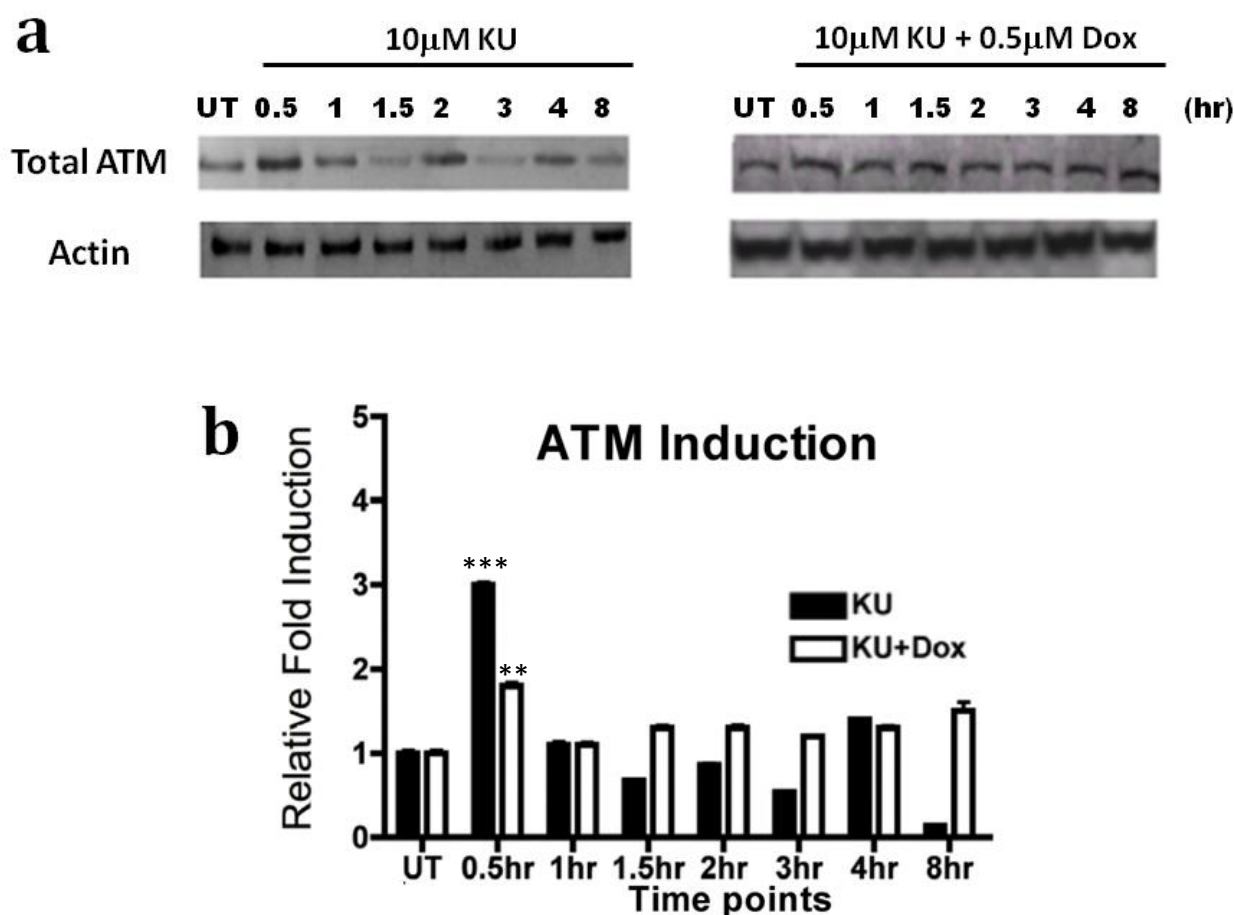 a
10μM KU 10μM KU + 0.5μM Dox
UT 0.5 1 1.5 2 3 4 8 UT 0.5 1 1.5 2 3 4 8 (hr)
Total ATM
Actin
b
ATM Induction
Relative Fold Induction
5
4
3
2
1
0
***
**
KU
KU+Dox
UT 0.5hr 1hr 1.5hr 2hr 3hr 4hr 8hr
Time points